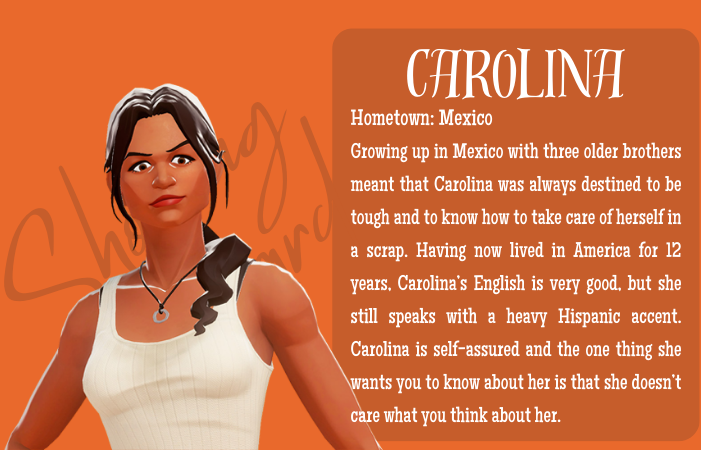 CAROLINA
Hometown: Mexico
Growing up in Mexico with three older brothers
meant that Carolina was always destined to be
tough and to know how to take care of herself in
a scrap. Having now lived in America for 12
years, Carolina's English is very good, but she
still speaks with a heavy Hispanic accent.
Carolina is self-assured and the one thing she
wants you to know about her is that she doesn't
care what you think about her.